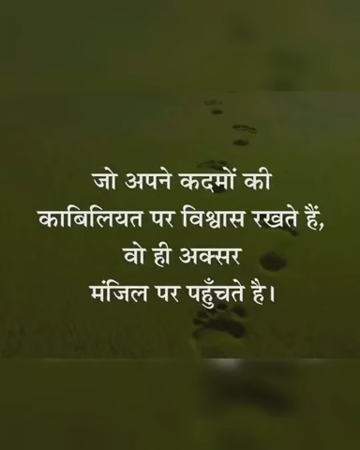 जो अपने कदमों की
काबिलियत पर विश्वास रखते हैं,
वो ही अक्सर
मंजिल पर पहुँचते है।